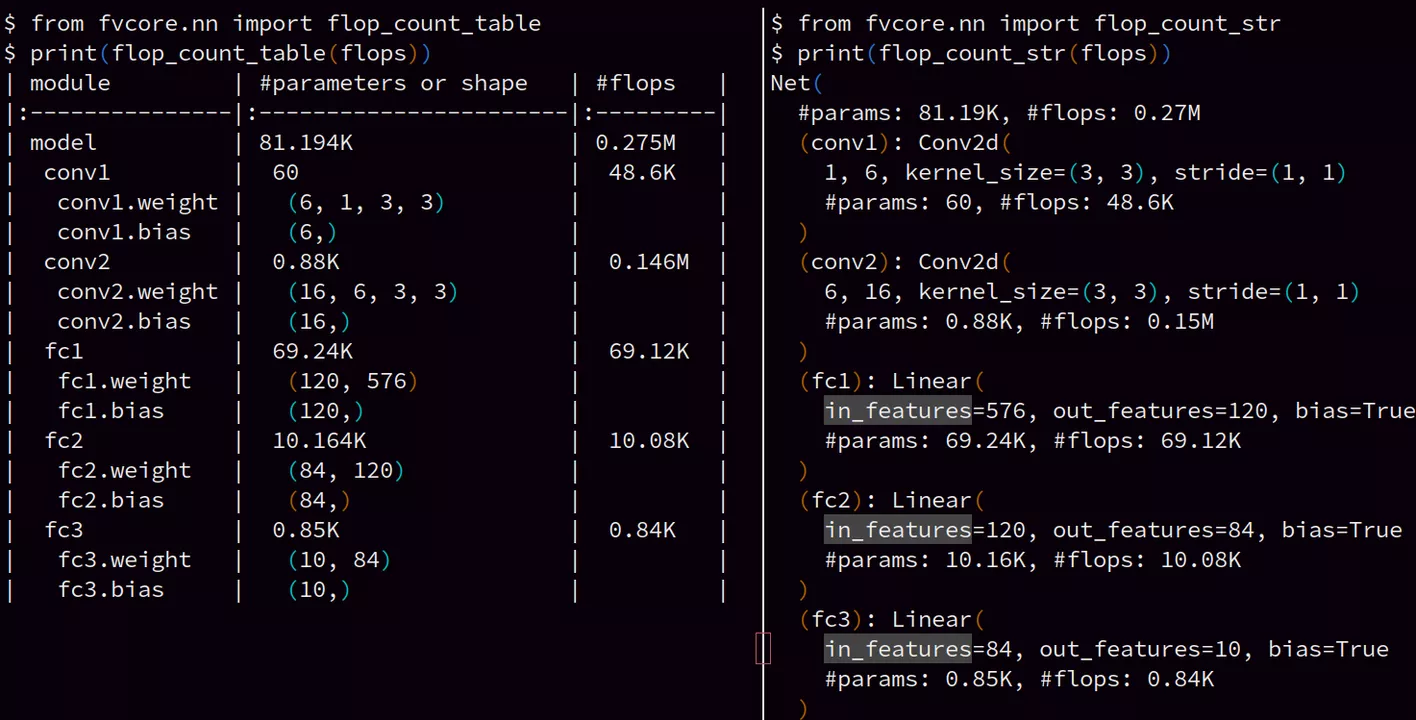 $ from fvcore.nn import flop_count_table
$ print(flop_count_table(flops))
| module | #parameters or shape | #flops |
|:---------------|:-----------------------|:---------|
| model | 81.194K | 0.275M |
| conv1 | 60 | 48.6K |
| conv1.weight | (6, 1, 3, 3) | |
| conv1.bias | (6,) | |
| conv2 | 0.88K | 0.146M |
| conv2.weight | (16, 6, 3, 3) | |
| conv2.bias | (16,) | |
| fc1 | 69.24K | 69.12K |
| fc1.weight | (120, 576) | |
| fc1.bias | (120,) | |
| fc2 | 10.164K | 10.08K |
| fc2.weight | (84, 120) | |
| fc2.bias | (84,) | |
| fc3 | 0.85K | 0.84K |
| fc3.weight | (10, 84) | |
| fc3.bias | (10,) | |
$ from fvcore.nn import flop_count_str
$ print(flop_count_str(flops))
Net(
#params: 81.19K, #flops: 0.27M
(conv1): Conv2d(
1, 6, kernel_size=(3, 3), stride=(1, 1)
#params: 60, #flops: 48.6K
)
(conv2): Conv2d(
6, 16, kernel_size=(3, 3), stride=(1, 1)
#params: 0.88K, #flops: 0.15M
)
(fc1): Linear(
in_features=576, out_features=120, bias=True
#params: 69.24K, #flops: 69.12K
)
(fc2): Linear(
in_features=120, out_features=84, bias=True
#params: 10.16K, #flops: 10.08K
)
(fc3): Linear(
in_features=84, out_features=10, bias=True
#params: 0.85K, #flops: 0.84K
)